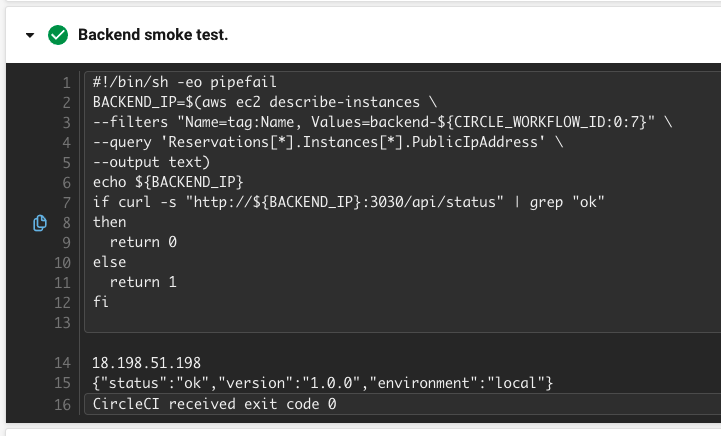 Backend smoke test.
1 #!/bin/sh -eo pipefail
2 BACKEND_IP=$(aws ec2 describe-instances \
3 --filters "Name=tag:Name, Values=backend-${CIRCLE_WORKFLOW_ID:0:7}" \
4 --query 'Reservations[*].Instances[*].PublicIpAddress' \
5 --output text)
6 echo ${BACKEND_IP}
7 if curl -s "http://${BACKEND_IP}:3030/api/status" | grep "ok"
8 then
9   return 0
10 else
11   return 1
12 fi
13
14 18.198.51.198
15 {"status":"ok","version":"1.0.0","environment":"local"}
16 CircleCI received exit code 0